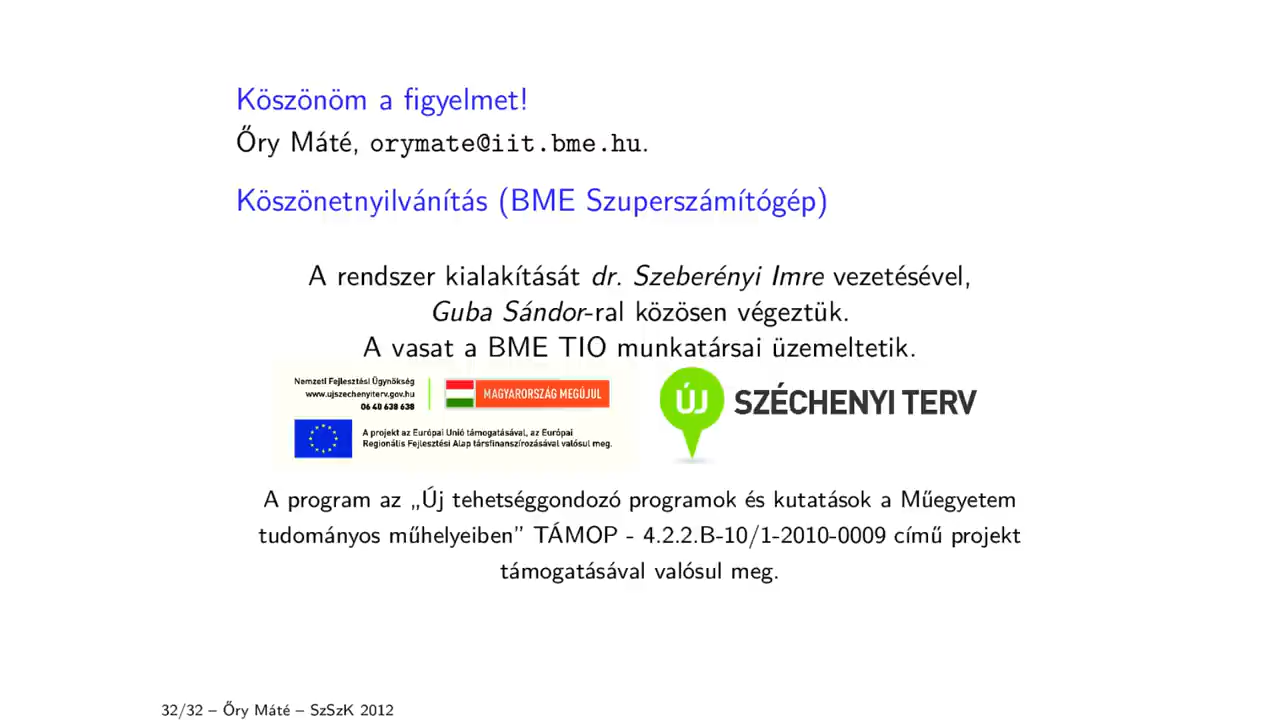 Köszönöm a figyelmet!
Őry Máté, orymate@iit.bme.hu.
Köszönetnyilvánítás (BME Szuperszámítógép)
A rendszer kialakítását dr. Szeberényi Imre vezetésével,
Guba Sándor-ral közösen végeztük.
A vasat a BME TIO munkatársai üzemeltetik.
Nemzeti Fejlesztési Ügynökség
www.ujszechenyiterv.gov.hu
06 40 638 638
MAGYARORSZÁG MEGÚJUL
A projekt az Európai Unió támogatásával, az Európai
Regionális Fejlesztési Alap társfinanszírozásával valósul meg.
ÚJ SZÉCHENYI TERV
A program az „Új tehetséggondozó programok és kutatások a Műegyetem
tudományos műhelyeiben” TÁMOP - 4.2.2.B-10/1-2010-0009 című projekt
támogatásával valósul meg.
32/32 – Őry Máté – SzSzK 2012